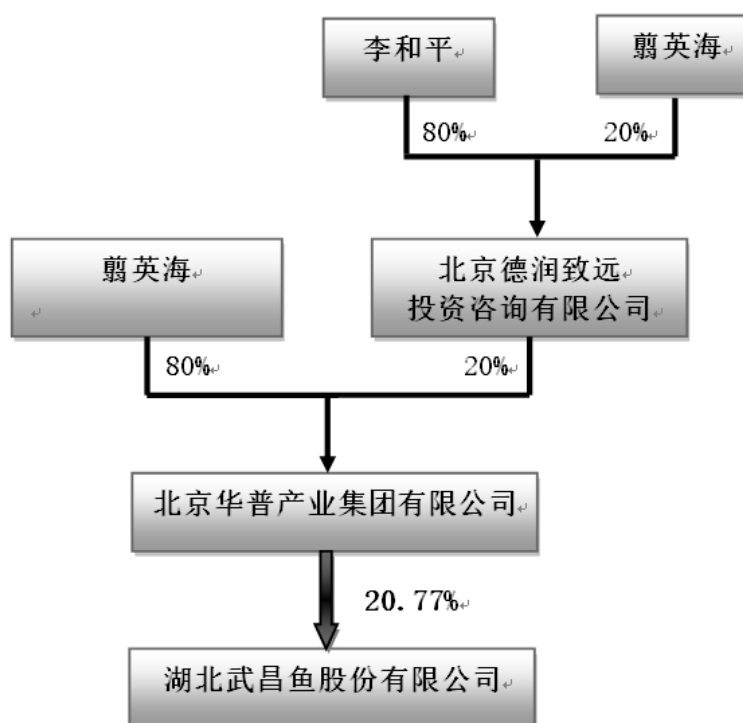 李和平
翦英海
80%
20%
翦英海
北京德润致远
投资咨询有限公司
80%
20%
北京华普产业集团有限公司
20.77%
湖北武昌鱼股份有限公司